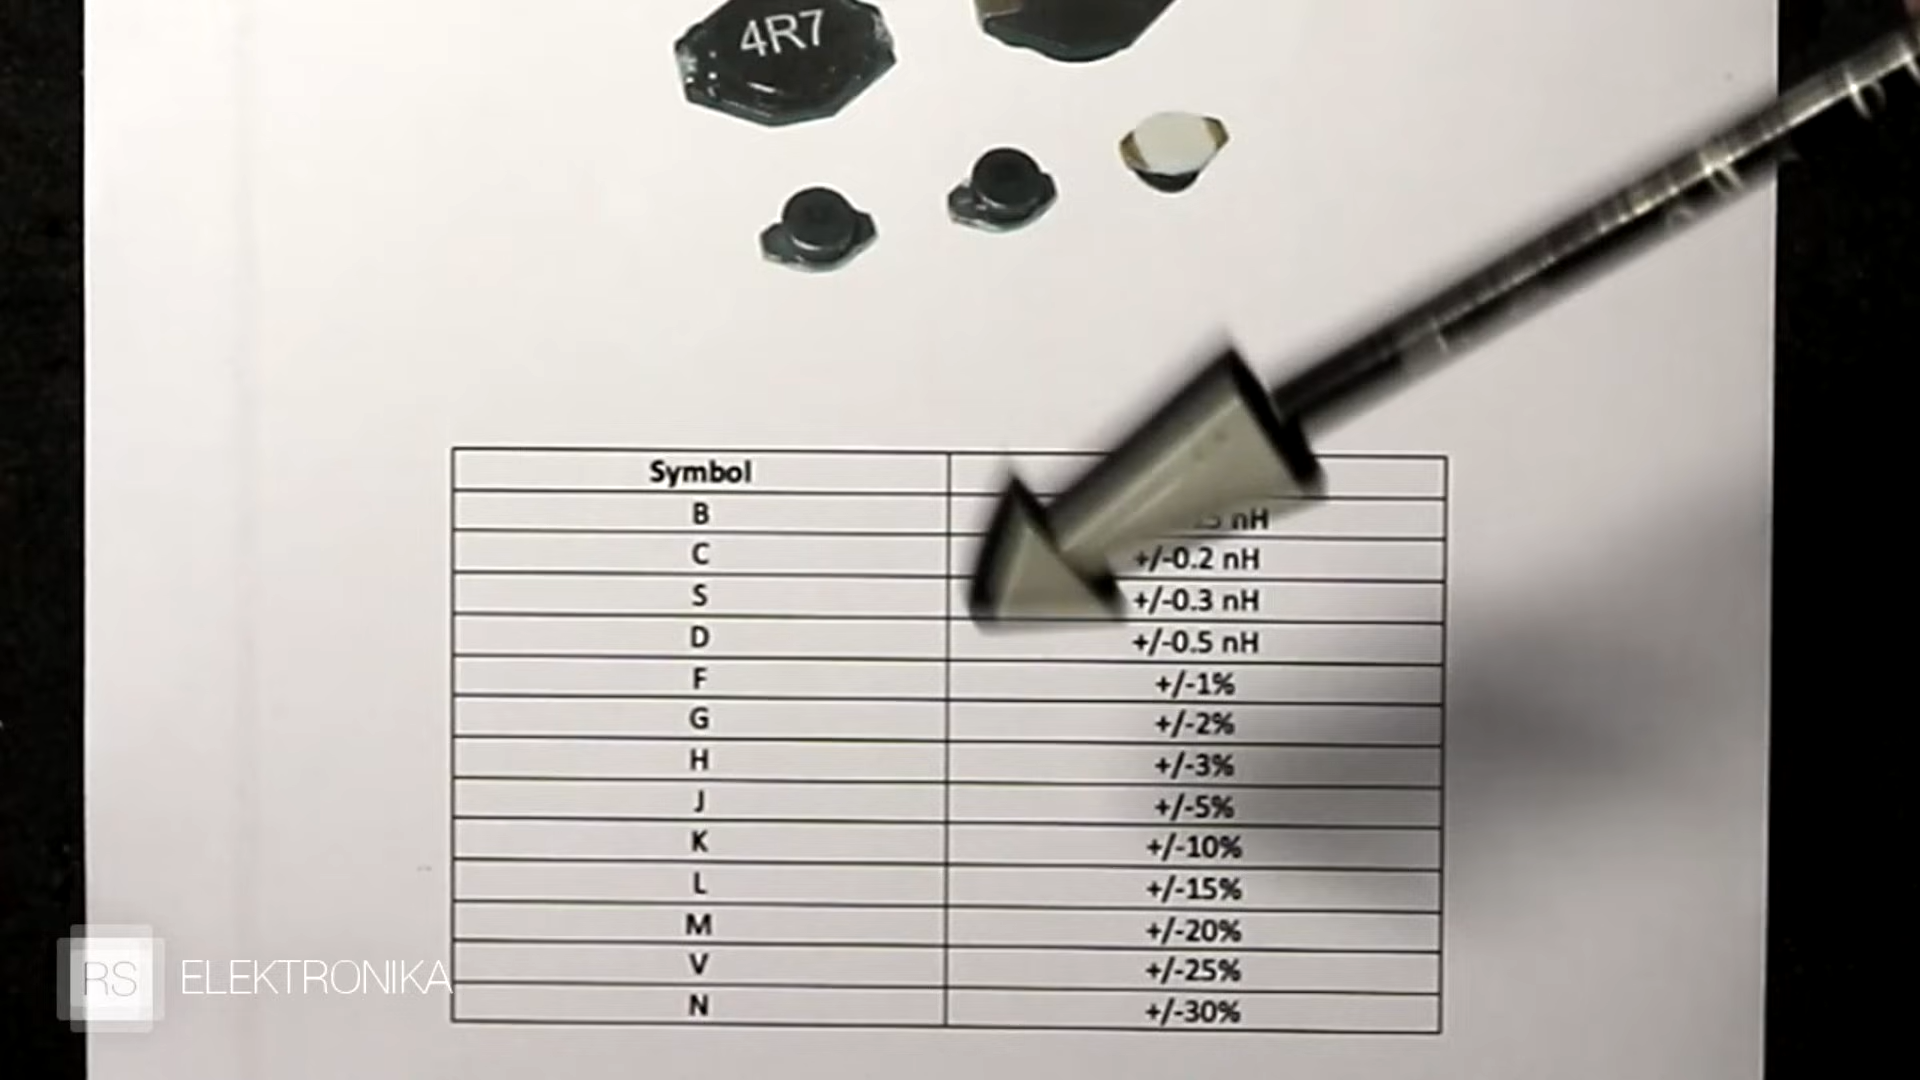 4R7
Symbol
B nH
C +/-0.2 nH
S +/-0.3 nH
D +/-0.5 nH
F +/-1%
G +/-2%
H +/-3%
J +/-5%
K +/-10%
L +/-15%
M +/-20%
V +/-25%
N +/-30%
RS ELEKTRONIKA